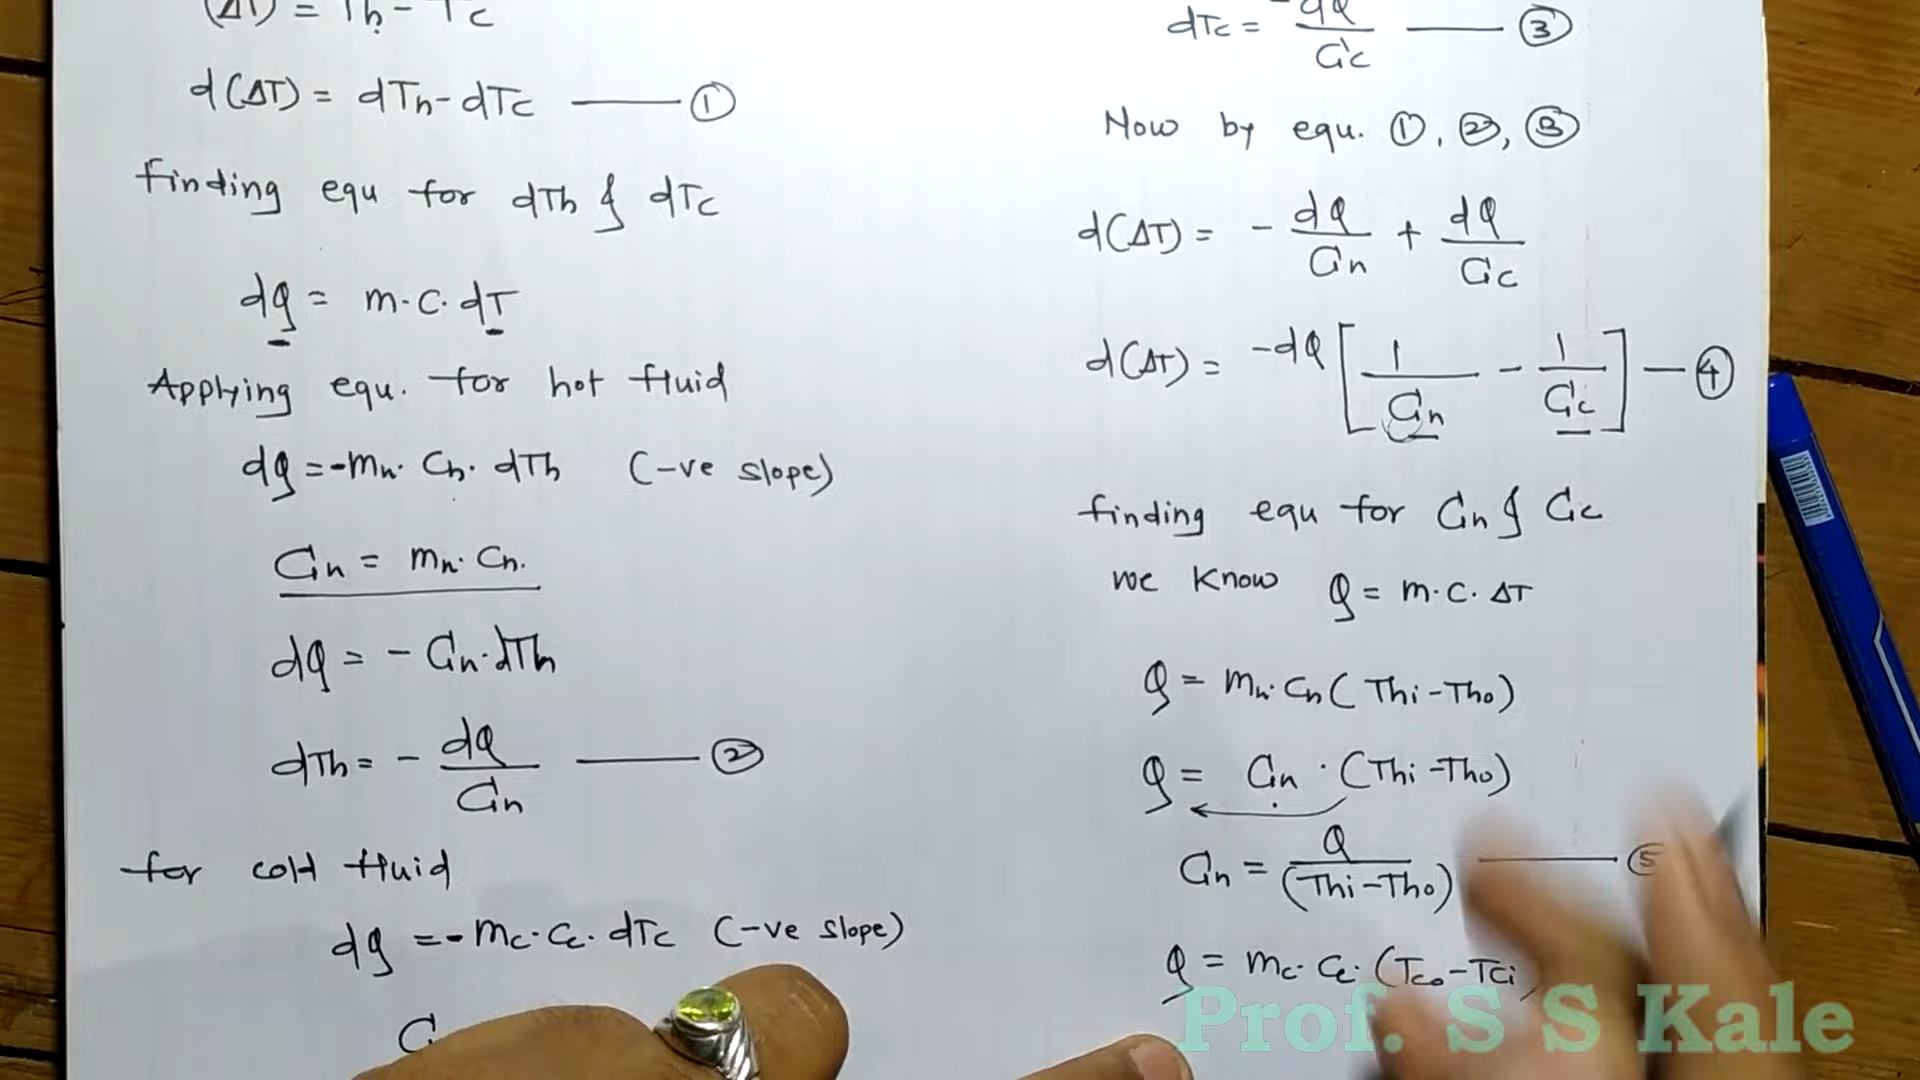 (ΔT) = Th - Tc
d(ΔT) = dTh - dTc —— ①
finding equ for dTh & dTc
dq = m·c·dT
Applying equ. for hot fluid
dq = -mh· Ch· dTh (-ve slope)
Ch = mh· Ch.
dQ = - Ch·dTh
dTh = - dQ/Ch —— ②
for cold fluid
dq = - mc·Cc·dTc (-ve slope)
C
dTc = - dQ/Cc —— ③
Now by equ. ①, ②, ③
d(ΔT) = - dQ/Ch + dQ/Cc
d(ΔT) = -dQ [ 1/Ch - 1/Cc ] — ④
finding equ for Ch & Cc
we know Q = m·c·ΔT
Q = mh· Ch ( Thi - Tho)
Q = Ch · (Thi - Tho)
Ch = Q/(Thi - Tho) —— ⑤
Q = mc· Cc· (Tco - Tci)
Prof. S S Kale